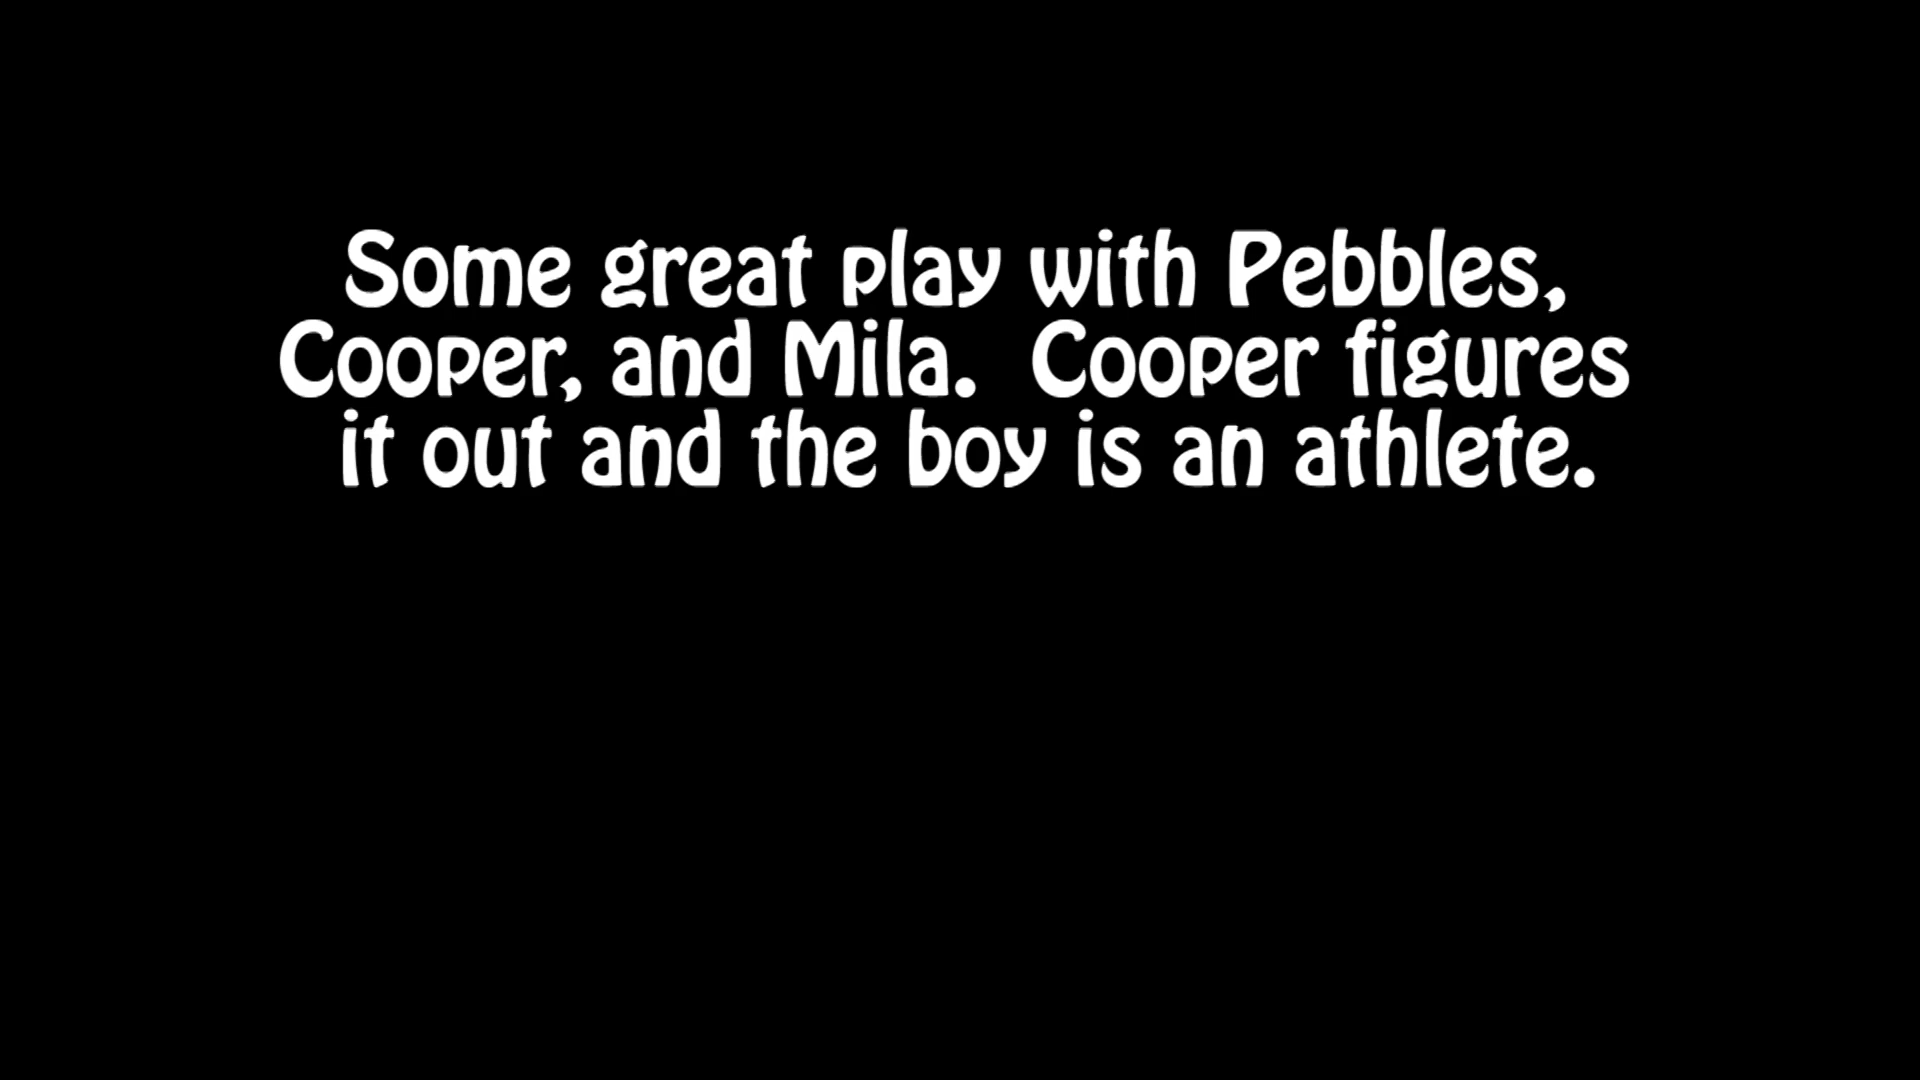 Some great play with Pebbles,
Cooper, and Mila.  Cooper figures
it out and the boy is an athlete.